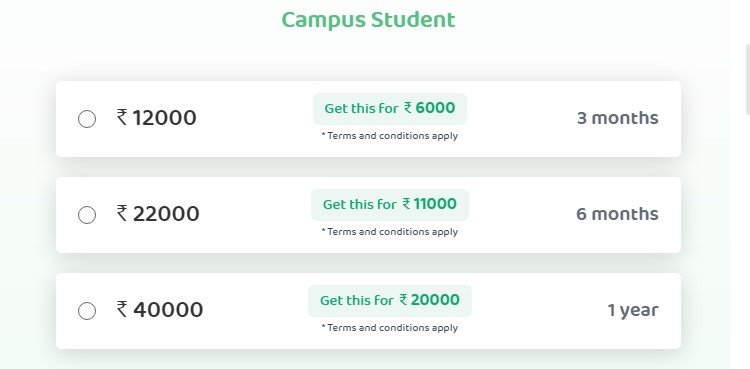 Campus Student
₹ 12000
Get this for ₹ 6000
* Terms and conditions apply
3 months
₹ 22000
Get this for ₹ 11000
* Terms and conditions apply
6 months
₹ 40000
Get this for ₹ 20000
* Terms and conditions apply
1 year